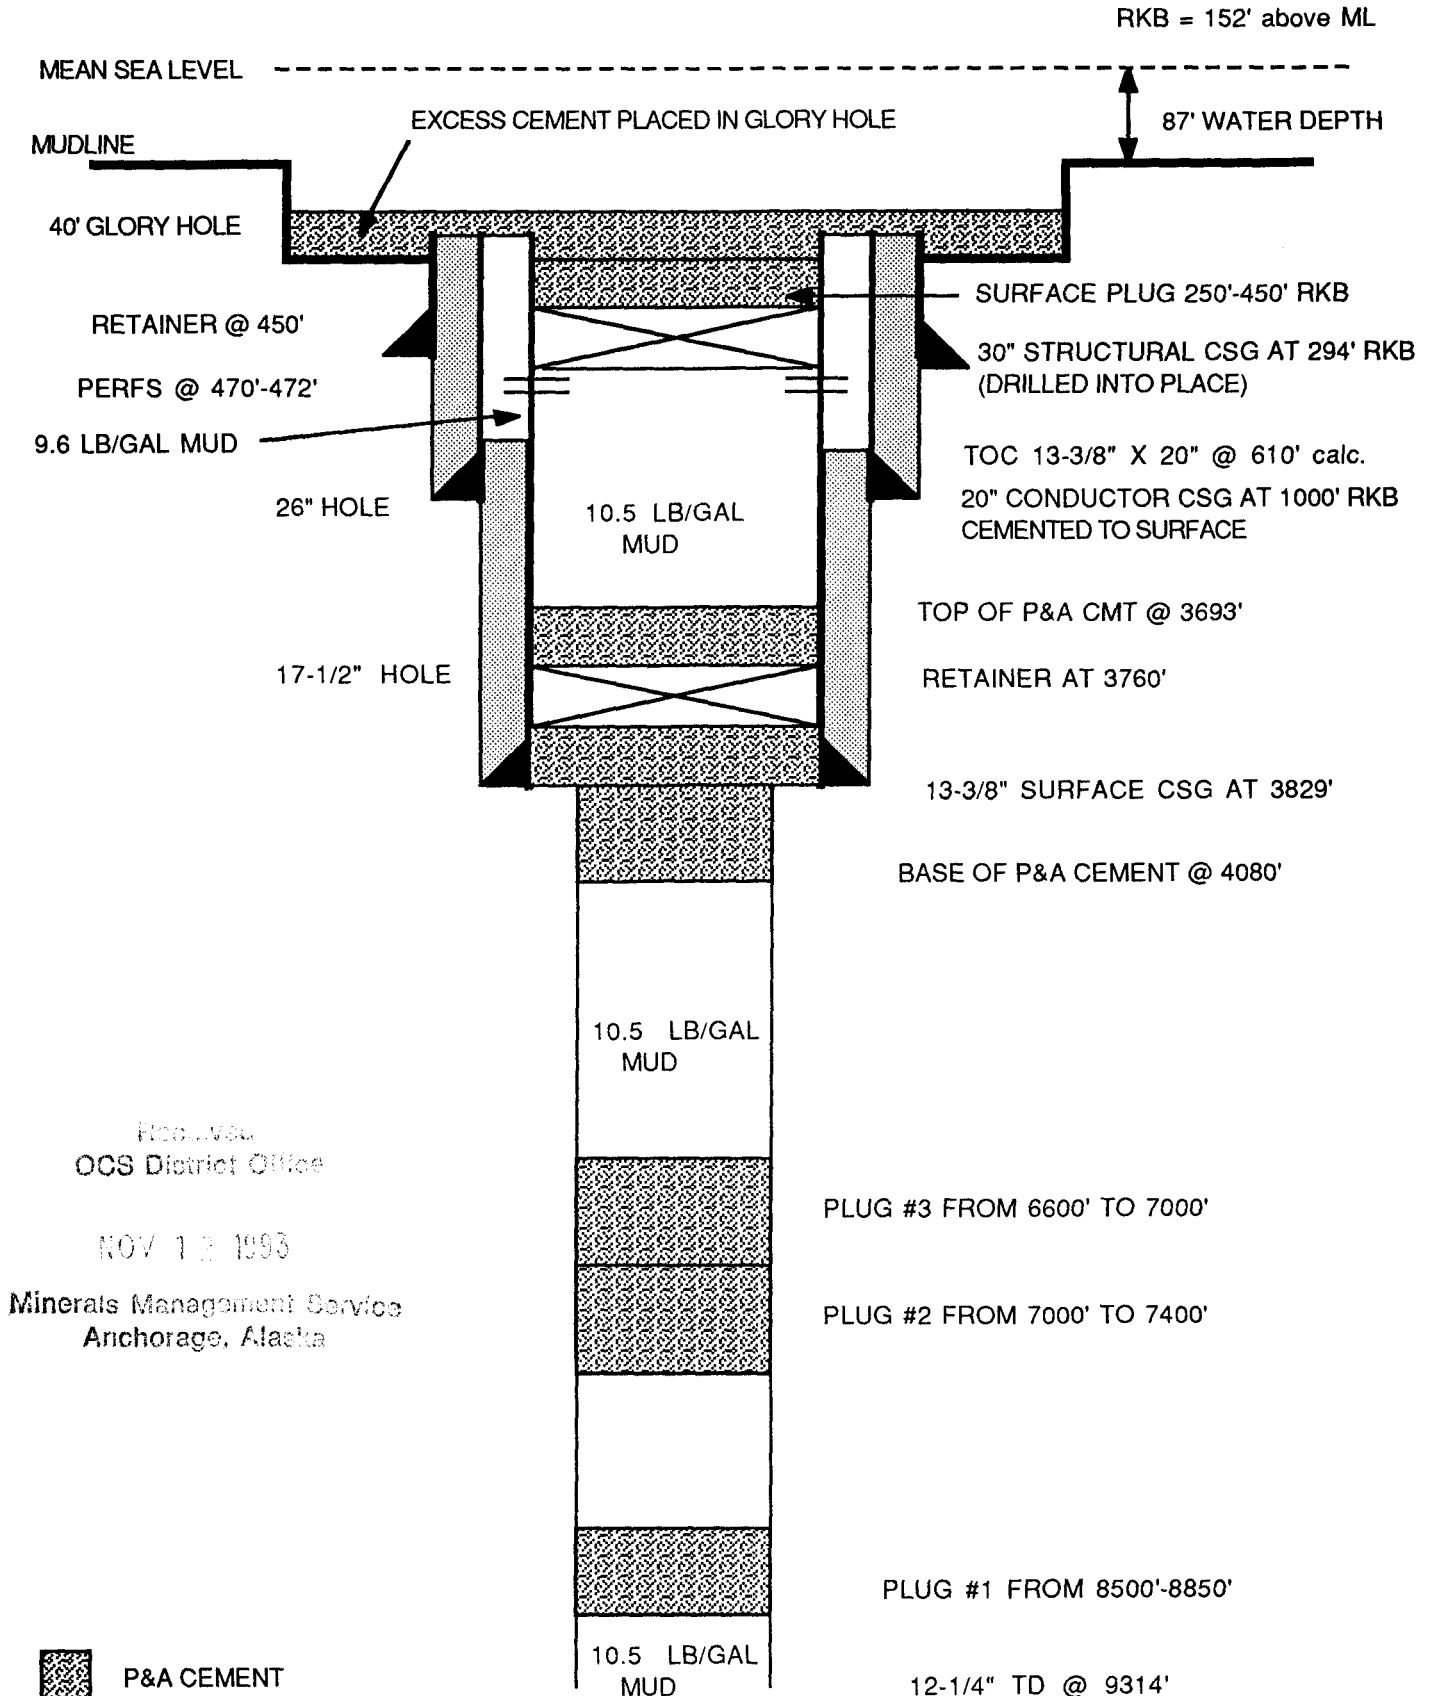 RKB = 152' above ML
MEAN SEA LEVEL
EXCESS CEMENT PLACED IN GLORY HOLE
87' WATER DEPTH
MUDLINE
40' GLORY HOLE
SURFACE PLUG 250'-450' RKB
RETAINER @ 450'
30" STRUCTURAL CSG AT 294' RKB
(DRILLED INTO PLACE)
PERFS @ 470'-472'
9.6 LB/GAL MUD
TOC 13-3/8" X 20" @ 610' calc.
26" HOLE
20" CONDUCTOR CSG AT 1000' RKB
CEMENTED TO SURFACE
10.5 LB/GAL
MUD
TOP OF P&A CMT @ 3693'
17-1/2" HOLE
RETAINER AT 3760'
13-3/8" SURFACE CSG AT 3829'
BASE OF P&A CEMENT @ 4080'
10.5 LB/GAL
MUD
Received
OCS District Office
PLUG #3 FROM 6600' TO 7000'
NOV 12 1993
Minerals Management Service
Anchorage, Alaska
PLUG #2 FROM 7000' TO 7400'
PLUG #1 FROM 8500'-8850'
10.5 LB/GAL
MUD
P&A CEMENT
12-1/4" TD @ 9314'